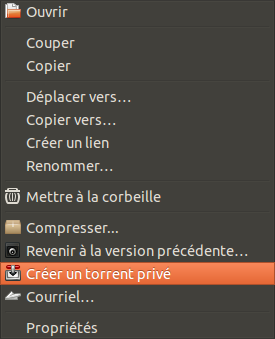 Ouvrir
Couper
Copier
Déplacer vers…
Copier vers…
Créer un lien
Renommer…
Mettre à la corbeille
Compresser...
Revenir à la version précédente…
Créer un torrent privé
Courriel…
Propriétés